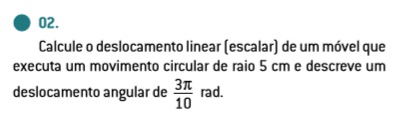 02.
Calcule o deslocamento linear (escalar) de um móvel que
executa um movimento circular de raio 5 cm e descreve um
deslocamento angular de 3π/10 rad.